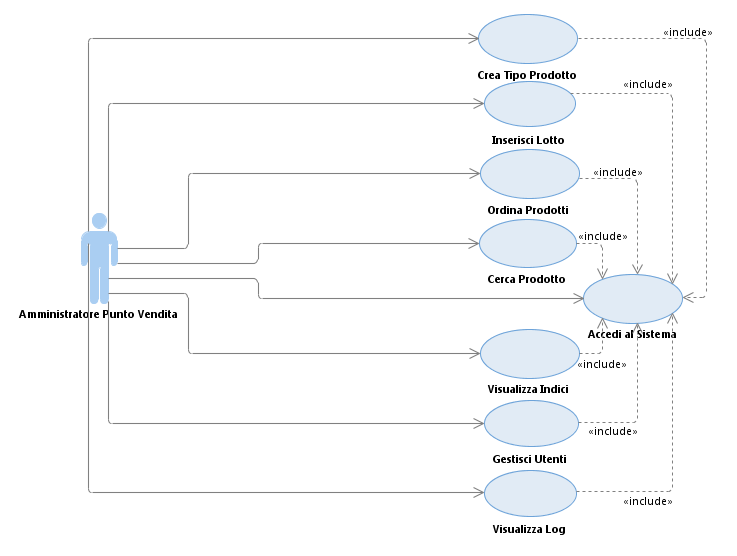 «include»
Crea Tipo Prodotto
«include»
Inserisci Lotto
«include»
Ordina Prodotti
«include»
Cerca Prodotto
Amministratore Punto Vendita
Accedi al Sistema
«include»
Visualizza Indici
«include»
Gestisci Utenti
«include»
Visualizza Log